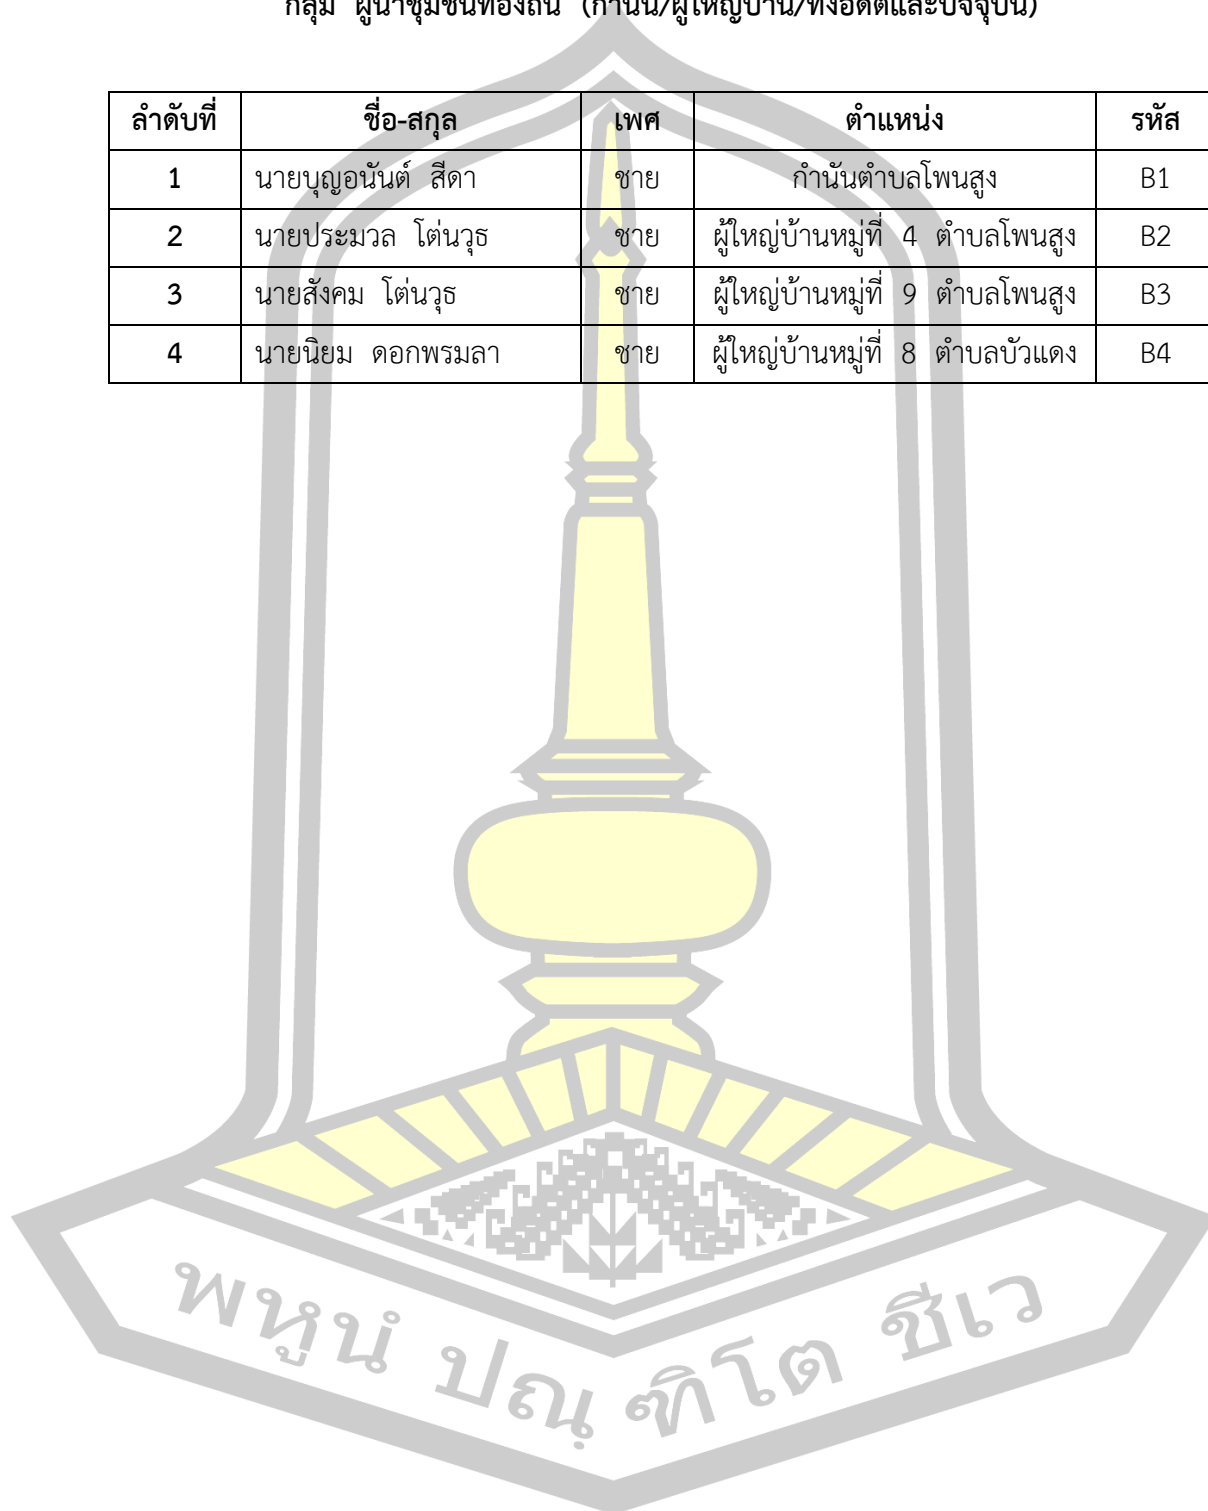 กลุ่ม ผู้นำชุมชนท้องถิ่น (กำนัน/ผู้ใหญ่บ้าน/ทั้งอดีตและปัจจุบัน)
ลำดับที่ ชื่อ-สกุล เพศ ตำแหน่ง รหัส
1 นายบุญอนันต์ สีดา ชาย กำนันตำบลโพนสูง B1
2 นายประมวล โต่นวุธ ชาย ผู้ใหญ่บ้านหมู่ที่ 4 ตำบลโพนสูง B2
3 นายสังคม โต่นวุธ ชาย ผู้ใหญ่บ้านหมู่ที่ 9 ตำบลโพนสูง B3
4 นายนิยม ดอกพรมลา ชาย ผู้ใหญ่บ้านหมู่ที่ 8 ตำบลบัวแดง B4
พหูนํ ปณฺฑิโต ชีเว